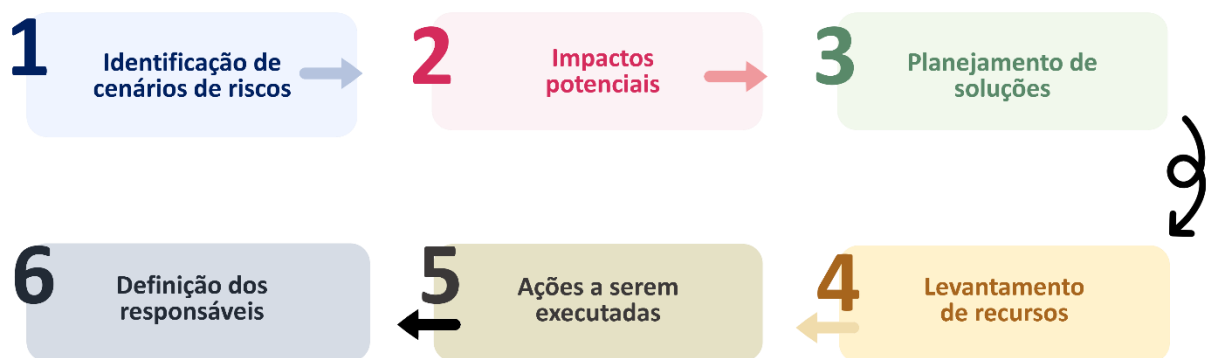 1
Identificação de
cenários de riscos
2
Impactos
potenciais
3
Planejamento de
soluções
4
Levantamento
de recursos
5
Ações a serem
executadas
6
Definição dos
responsáveis